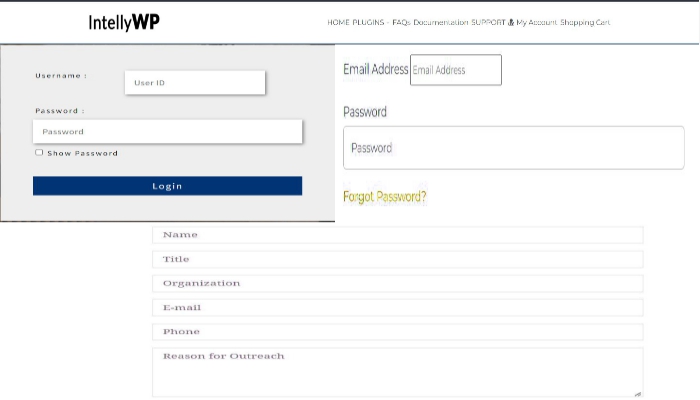 IntellyWP
HOME PLUGINS - FAQs Documentation SUPPORT & My Account Shopping Cart
Username :
User ID
Password :
Password
Show Password
Login
Email Address Email Address
Password
Password
Forgot Password?
Name
Title
Organization
E-mail
Phone
Reason for Outreach